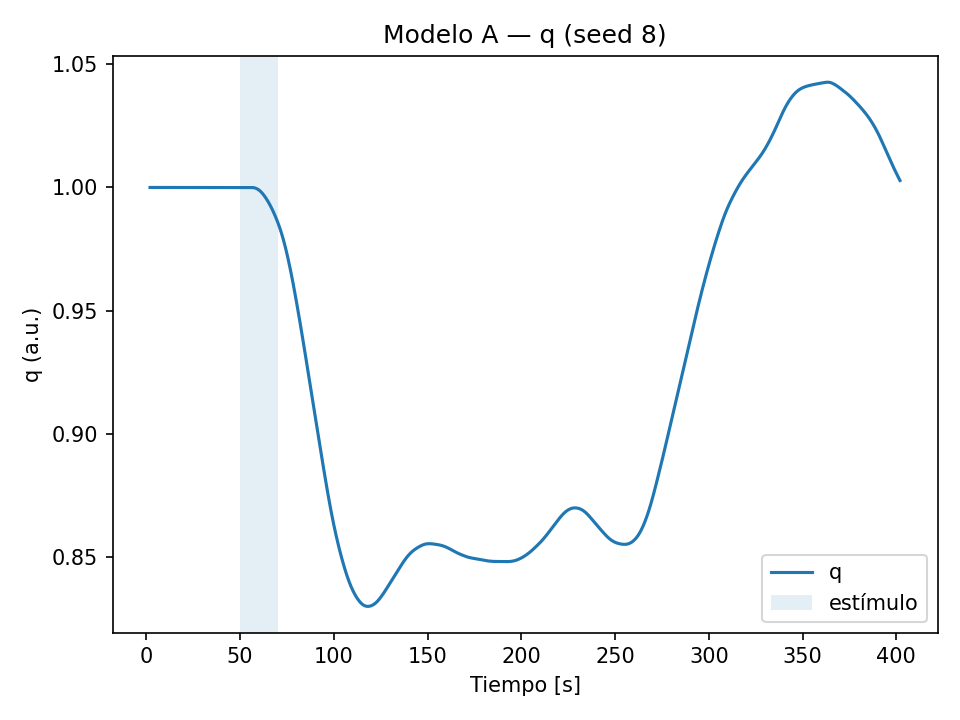 Modelo A — q (seed 8)
q (a.u.)
1.05
1.00
0.95
0.90
0.85
0 50 100 150 200 250 300 350 400
Tiempo [s]
q
estímulo